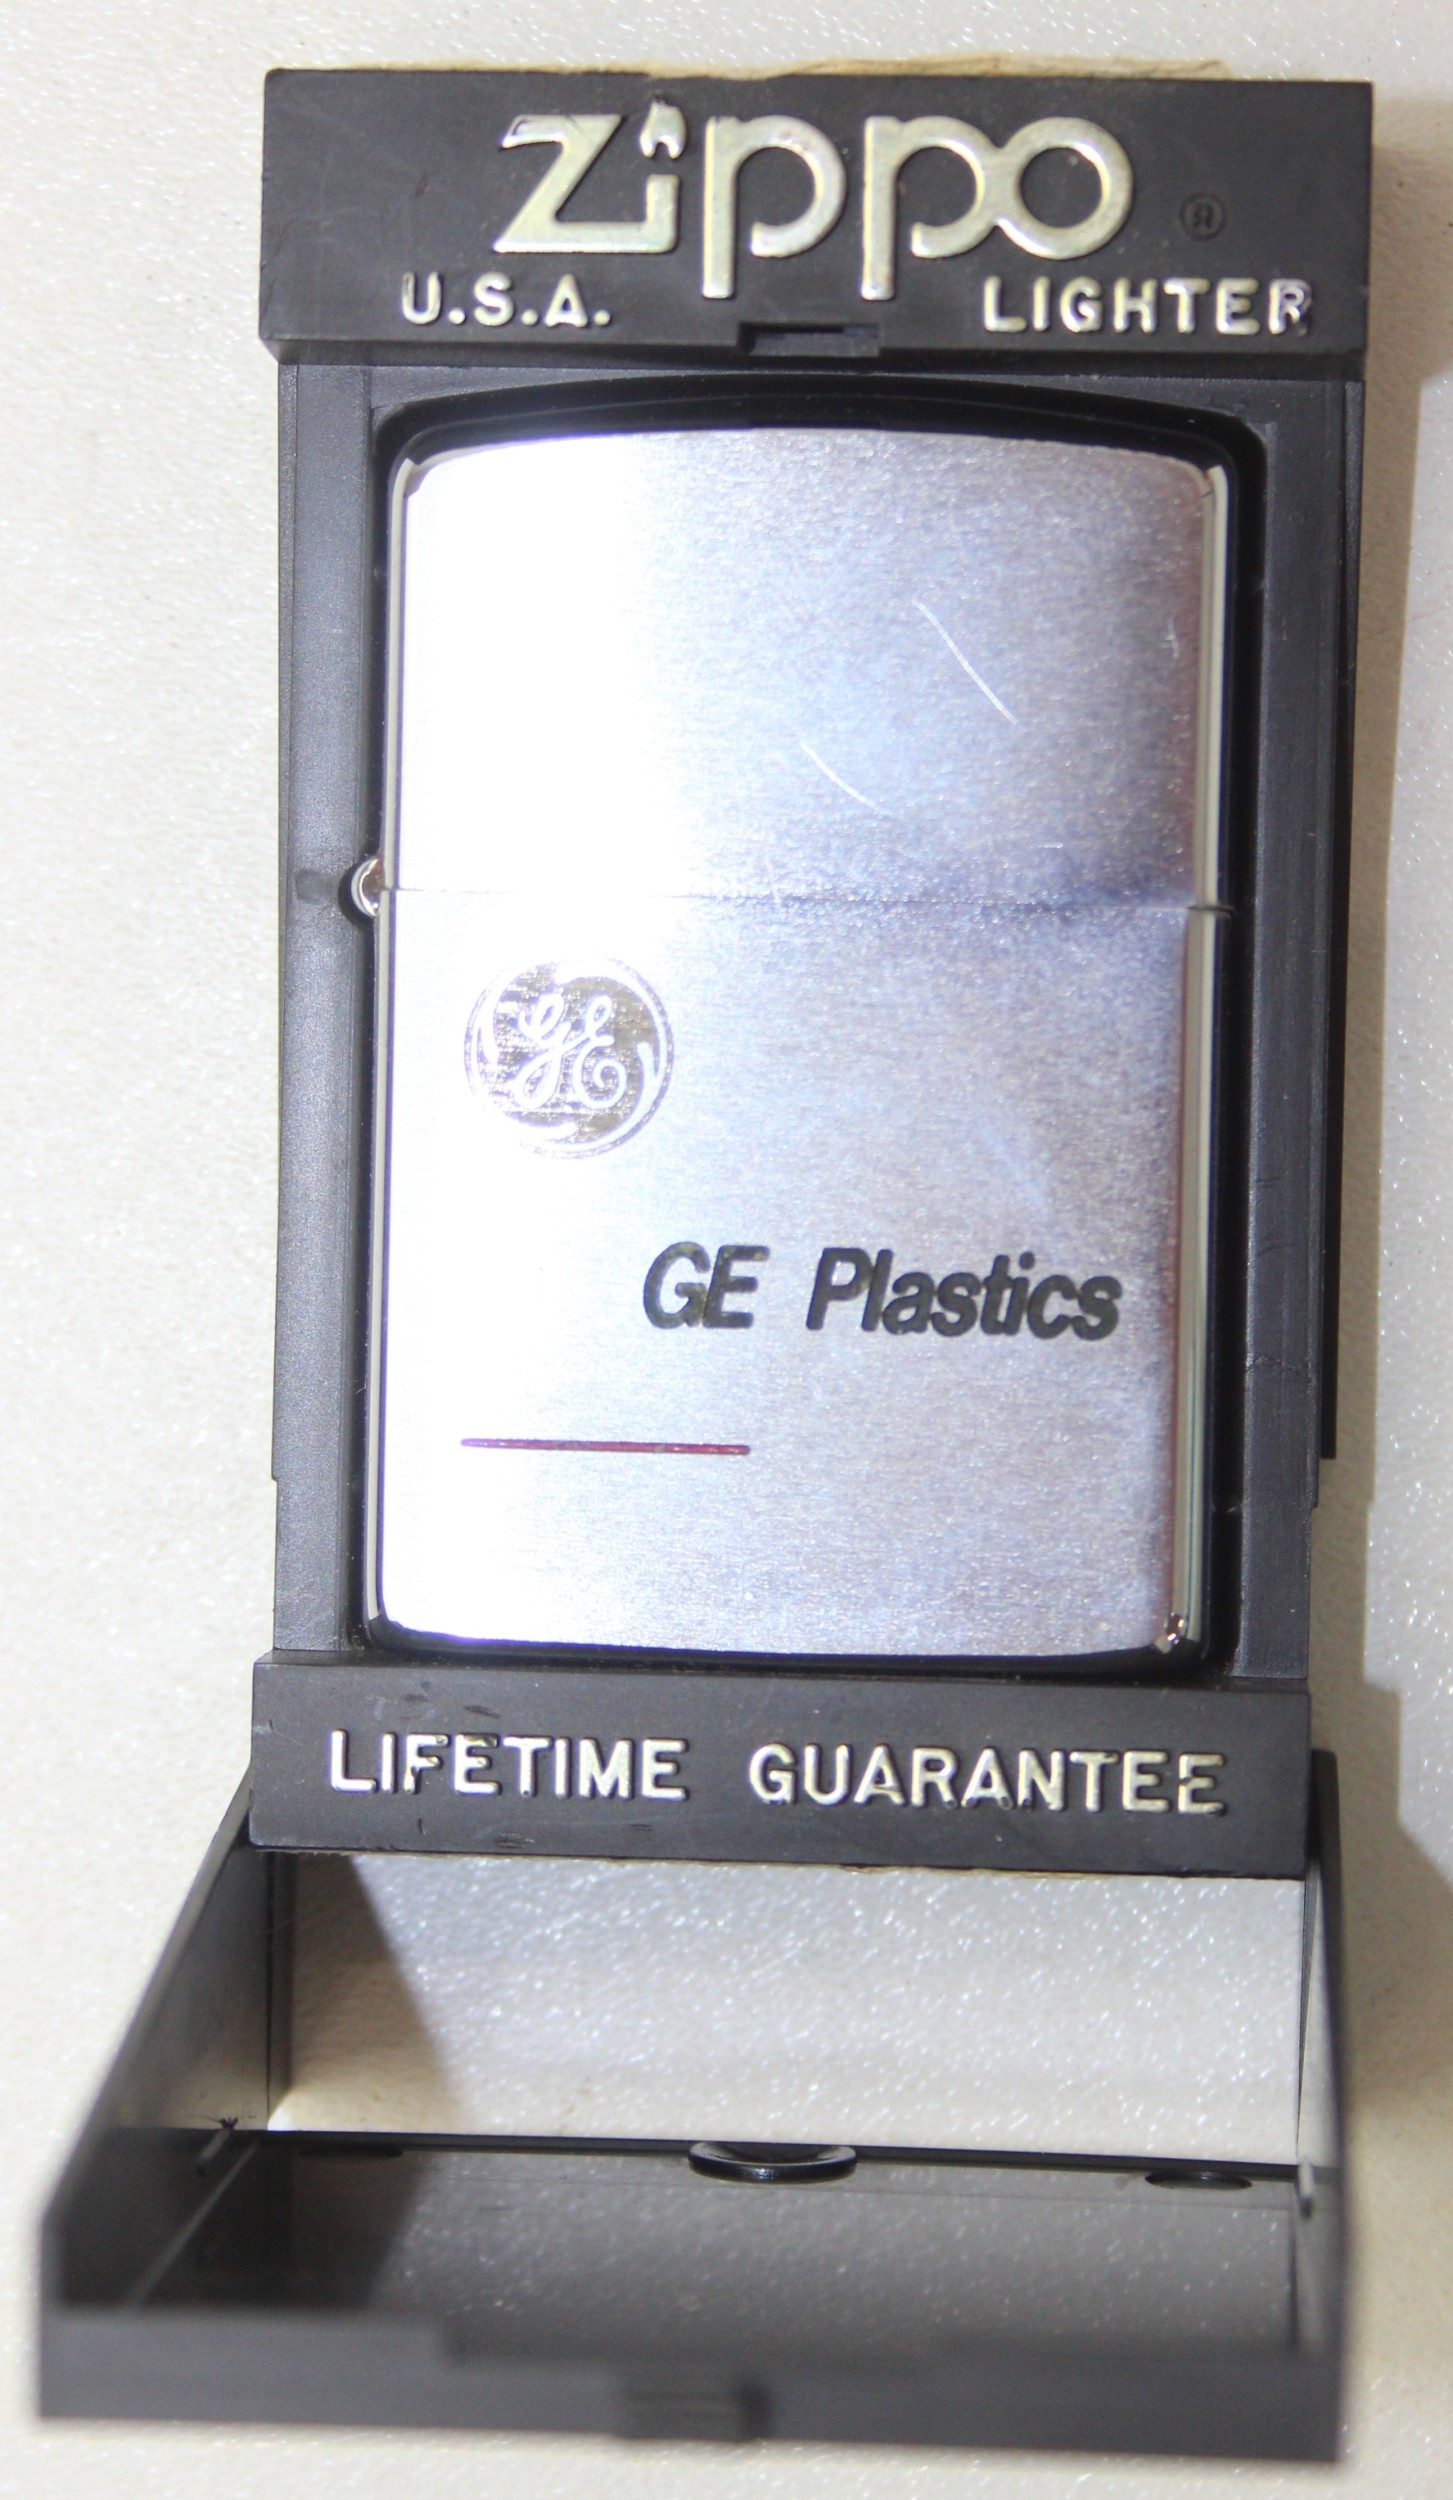 Zippo ®
U.S.A. LIGHTER
GE
GE Plastics
LIFETIME GUARANTEE